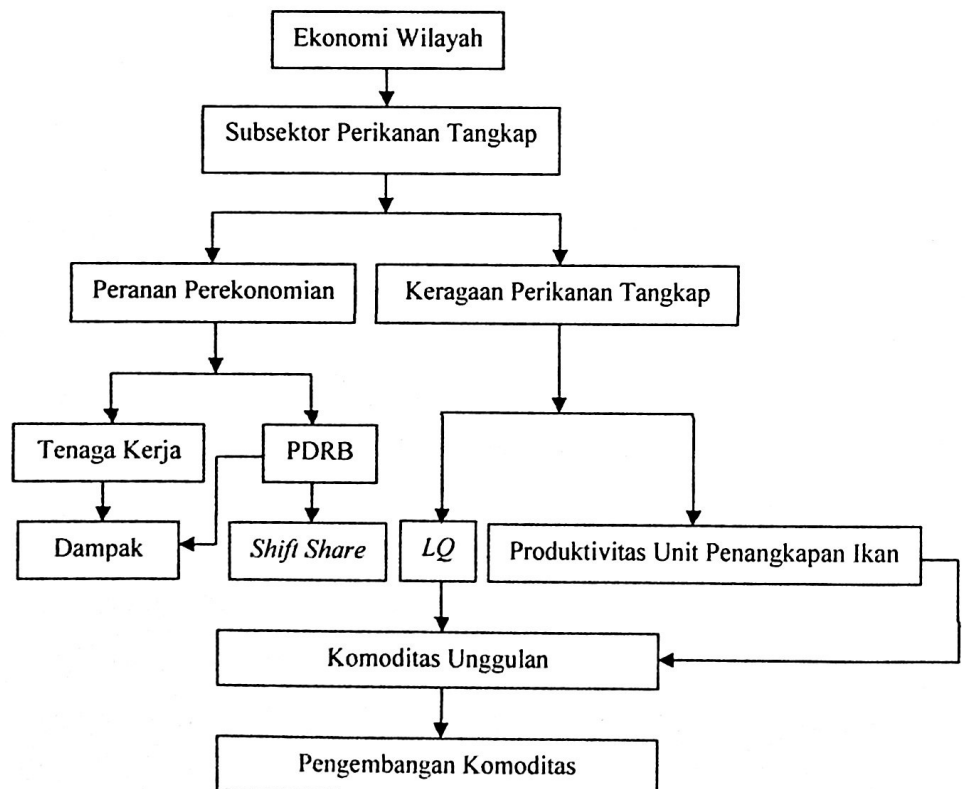 Ekonomi Wilayah
Subsektor Perikanan Tangkap
Peranan Perekonomian
Keragaan Perikanan Tangkap
Tenaga Kerja
PDRB
Dampak
Shift Share
LQ
Produktivitas Unit Penangkapan Ikan
Komoditas Unggulan
Pengembangan Komoditas